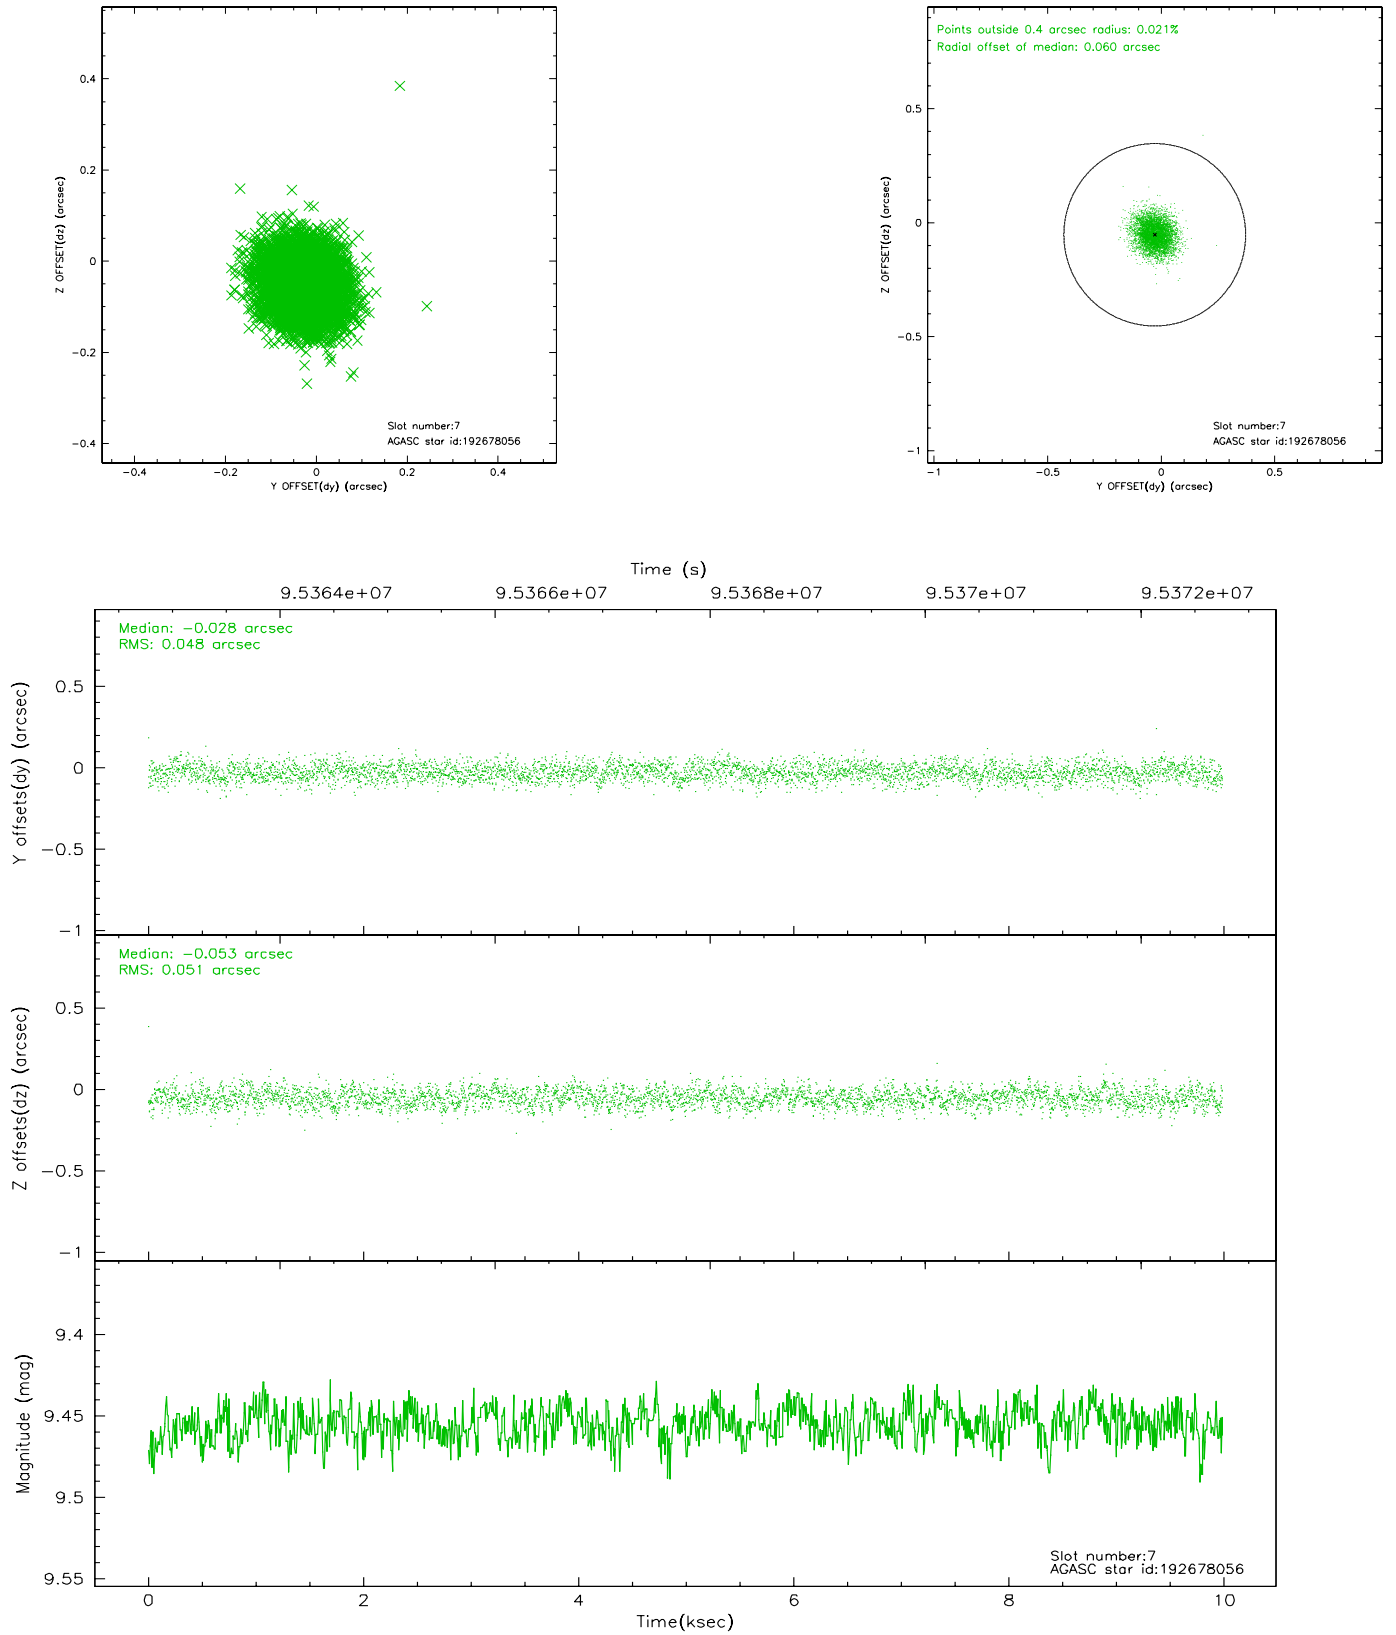 0.4
0.2
0
−0.2
−0.4
Z OFFSET(dz) (arcsec)
Slot number:7
AGASC star id:192678056
−0.4
−0.2
0
0.2
0.4
Y OFFSET(dy) (arcsec)
Points outside 0.4 arcsec radius: 0.021%
Radial offset of median: 0.060 arcsec
0.5
0
−0.5
−1
Z OFFSET(dz) (arcsec)
Slot number:7
AGASC star id:192678056
−1
−0.5
0
0.5
Y OFFSET(dy) (arcsec)
Time (s)
9.5364e+07
9.5366e+07
9.5368e+07
9.537e+07
9.5372e+07
Median: −0.028 arcsec
RMS: 0.048 arcsec
0.5
0
−0.5
−1
Y offsets(dy) (arcsec)
Median: −0.053 arcsec
RMS: 0.051 arcsec
0.5
0
−0.5
−1
Z offsets(dz) (arcsec)
9.4
9.45
9.5
9.55
Magnitude (mag)
Slot number:7
AGASC star id:192678056
0
2
4
6
8
10
Time(ksec)